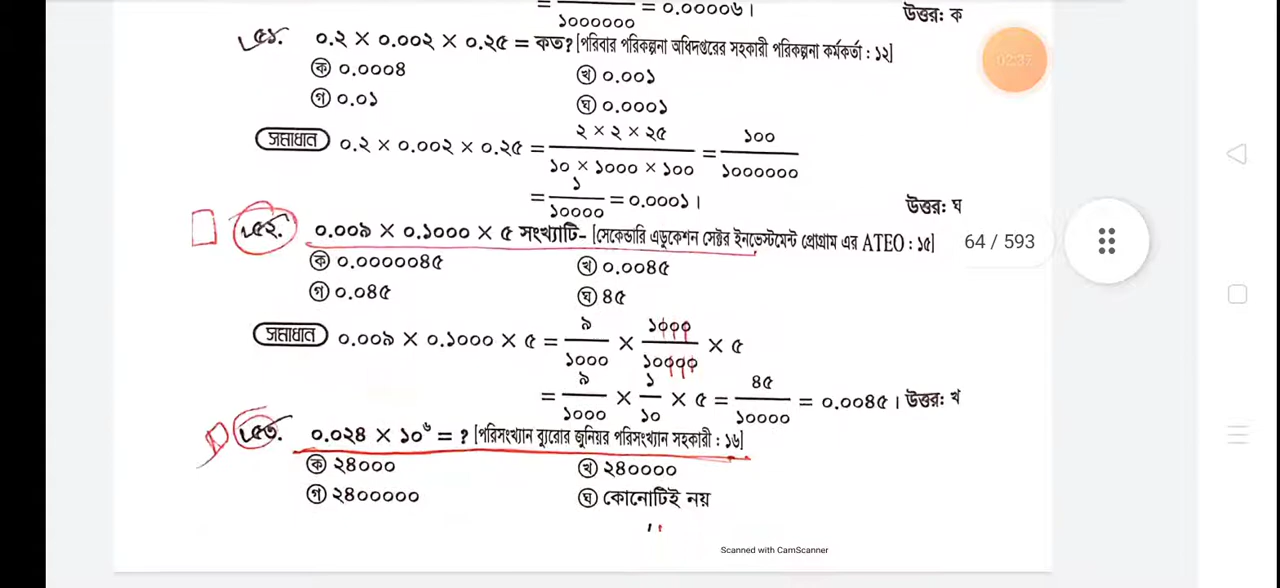 = ১০০০০০০ = ০.০০০০৬। উত্তর: ক
৫১. ০.২ × ০.০০২ × ০.২৫ = কত? [পরিবার পরিকল্পনা অধিদপ্তরের সহকারী পরিকল্পনা কর্মকর্তা : ১২]
02:37
ক ০.০০০৪ খ ০.০০১
গ ০.০১ ঘ ০.০০০১
সমাধান ০.২ × ০.০০২ × ০.২৫ = ২ × ২ × ২৫ / ১০ × ১০০০ × ১০০ = ১০০ / ১০০০০০০
= ১ / ১০০০০ = ০.০০০১। উত্তর: ঘ
৫২. ০.০০৯ × ০.১০০০ × ৫ সংখ্যাটি- [সেকেন্ডারি এডুকেশন সেক্টর ইনভেস্টমেন্ট প্রোগ্রাম এর ATEO : ১৫]
64 / 593
ক ০.০০০০০৪৫ খ ০.০০৪৫
গ ০.০৪৫ ঘ ৪৫
সমাধান ০.০০৯ × ০.১০০০ × ৫ = ৯ / ১০০০ × ১০০০ / ১০০০০ × ৫
= ৯ / ১০০০ × ১ / ১০ × ৫ = ৪৫ / ১০০০০ = ০.০০৪৫। উত্তর: খ
৫৩. ০.০২৪ × ১০^৬ = ? [পরিসংখ্যান ব্যুরোর জুনিয়র পরিসংখ্যান সহকারী : ১৬]
ক ২৪০০০ খ ২৪০০০০
গ ২৪০০০০০ ঘ কোনোটিই নয়
Scanned with CamScanner